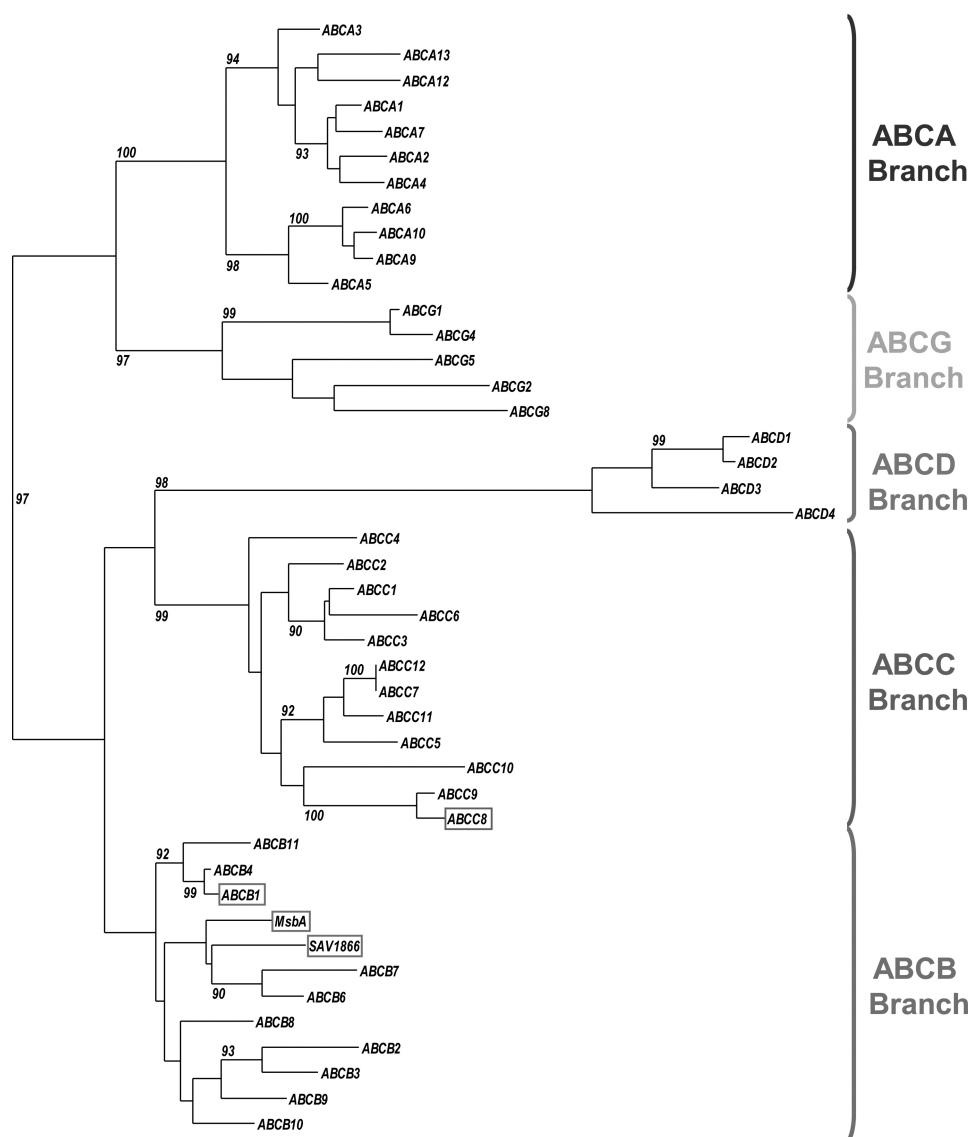 ABCA3
94
ABCA13
ABCA12
ABCA1
ABCA7
100
93
ABCA2
ABCA4
ABCA6
100
ABCA10
ABCA9
98
ABCA5
ABCA
Branch
99
ABCG1
ABCG4
97
ABCG5
ABCG2
ABCG8
ABCG
Branch
99
ABCD1
ABCD2
98
ABCD3
ABCD4
ABCD
Branch
97
ABCC4
ABCC2
ABCC1
99
ABCC6
90
ABCC3
100
ABCC12
ABCC7
92
ABCC11
ABCC5
ABCC10
ABCC9
100
ABCC8
ABCC
Branch
ABCB11
92
ABCB4
99
ABCB1
MsbA
SAV1866
ABCB7
90
ABCB6
ABCB8
93
ABCB2
ABCB3
ABCB9
ABCB10
ABCB
Branch